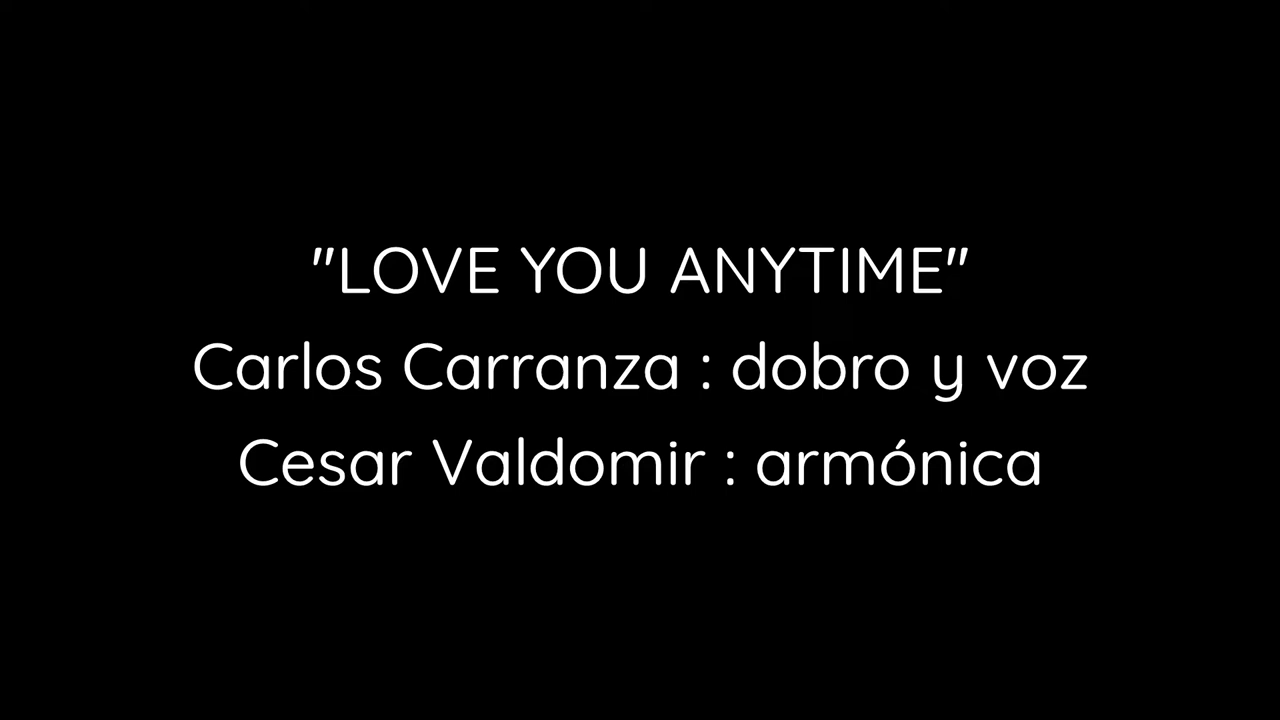 "LOVE YOU ANYTIME"
Carlos Carranza : dobro y voz
Cesar Valdomir : armónica